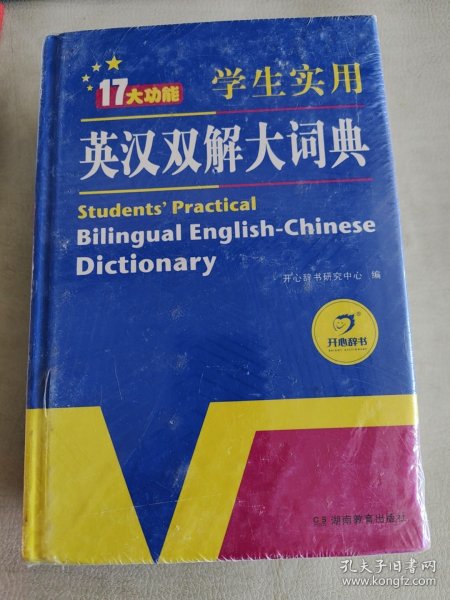 17大功能
学生实用
英汉双解大词典
Students' Practical
Bilingual English-Chinese
Dictionary
开心辞书研究中心 编
开心辞书
湖南教育出版社
孔夫子旧书网
www.kongfz.com